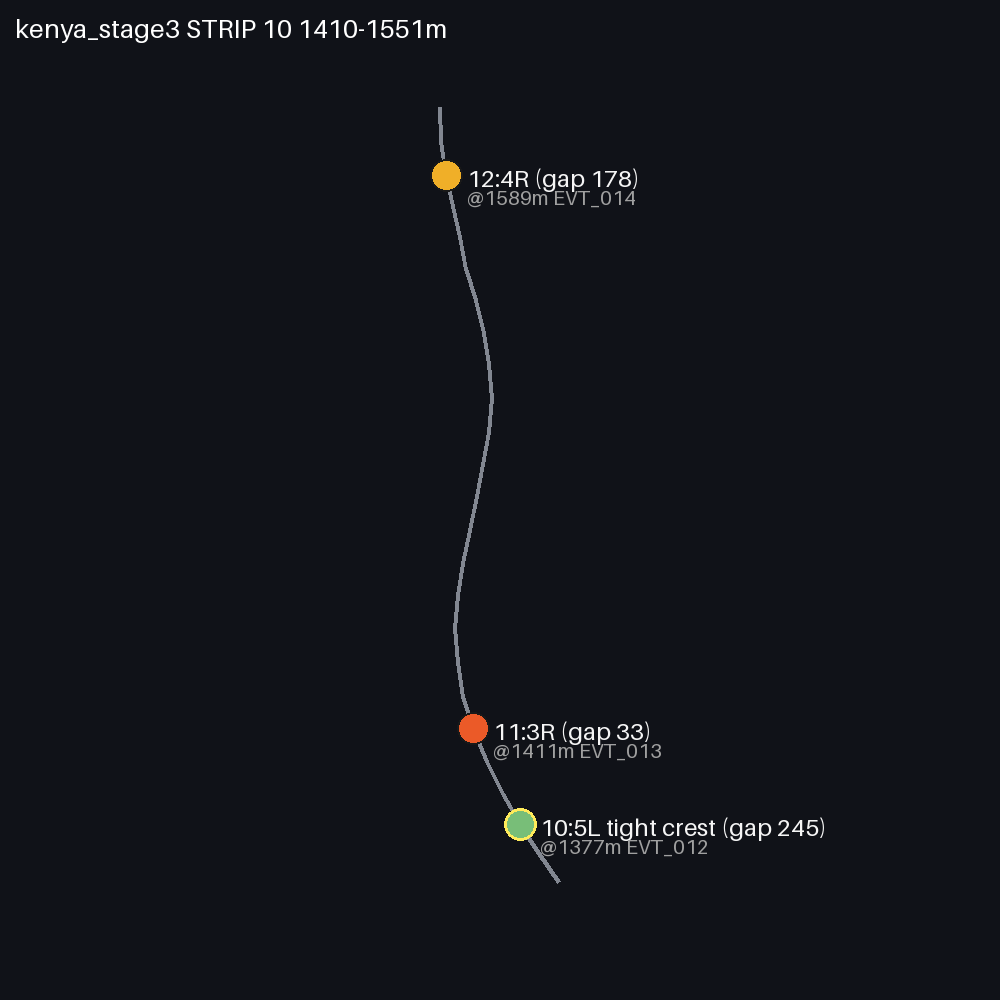 kenya_stage3 STRIP 10 1410-1551m
12:4R (gap 178)
@1589m EVT_014
11:3R (gap 33)
@1411m EVT_013
10:5L tight crest (gap 245)
@1377m EVT_012